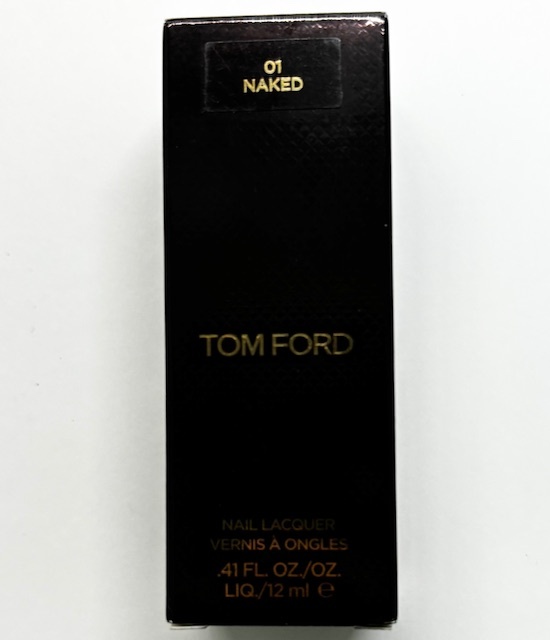 01
NAKED
TOM FORD
NAIL LACQUER
VERNIS À ONGLES
.41 FL. OZ./OZ.
LIQ./12 ml ℮